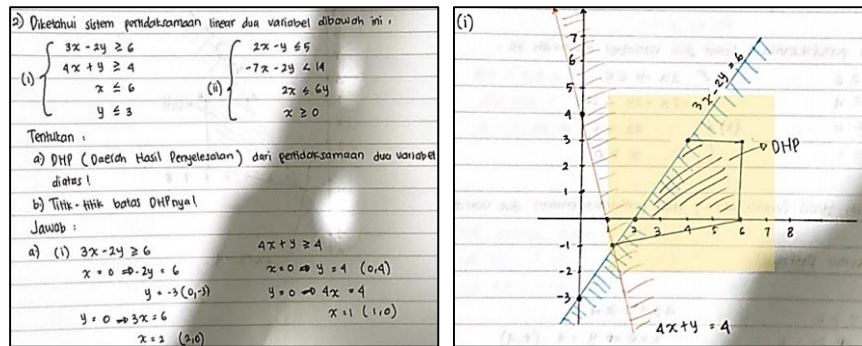 2) Diketahui sistem pertidaksamaan linear dua variabel dibawah ini.
(i) 3x - 2y ≥ 6
4x + y ≥ 4
x ≤ 6
y ≤ 3
(ii) 2x - y ≤ 5
-7x - 2y ≤ 14
2x ≤ 6y
x ≥ 0
Tentukan :
a) DHP (Daerah Hasil Penyelesaian) dari pertidaksamaan dua variabel
diatas!
b) Titik-titik batas DHPnya!
Jawab :
a) (i) 3x - 2y ≥ 6
x = 0 ⇒ -2y = 6
y = -3 (0,-3)
y = 0 ⇒ 3x = 6
x = 2 (2,0)
4x + y ≥ 4
x = 0 ⇒ y = 4 (0,4)
y = 0 ⇒ 4x = 4
x = 1 (1,0)
(i)
7
6
5
4
3
2
1
-1
-2
-3
2 3 4 5 6 7 8
3x - 2y = 6
DHP
4x + y = 4